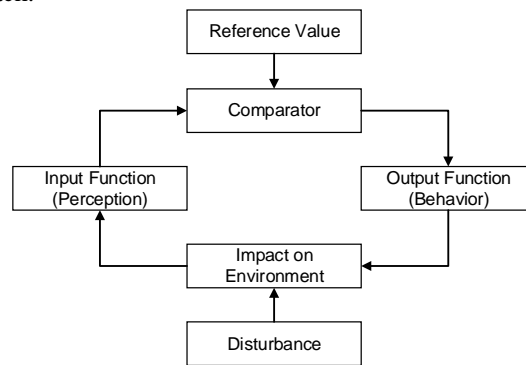 Reference Value
Comparator
Input Function
(Perception)
Output Function
(Behavior)
Impact on
Environment
Disturbance